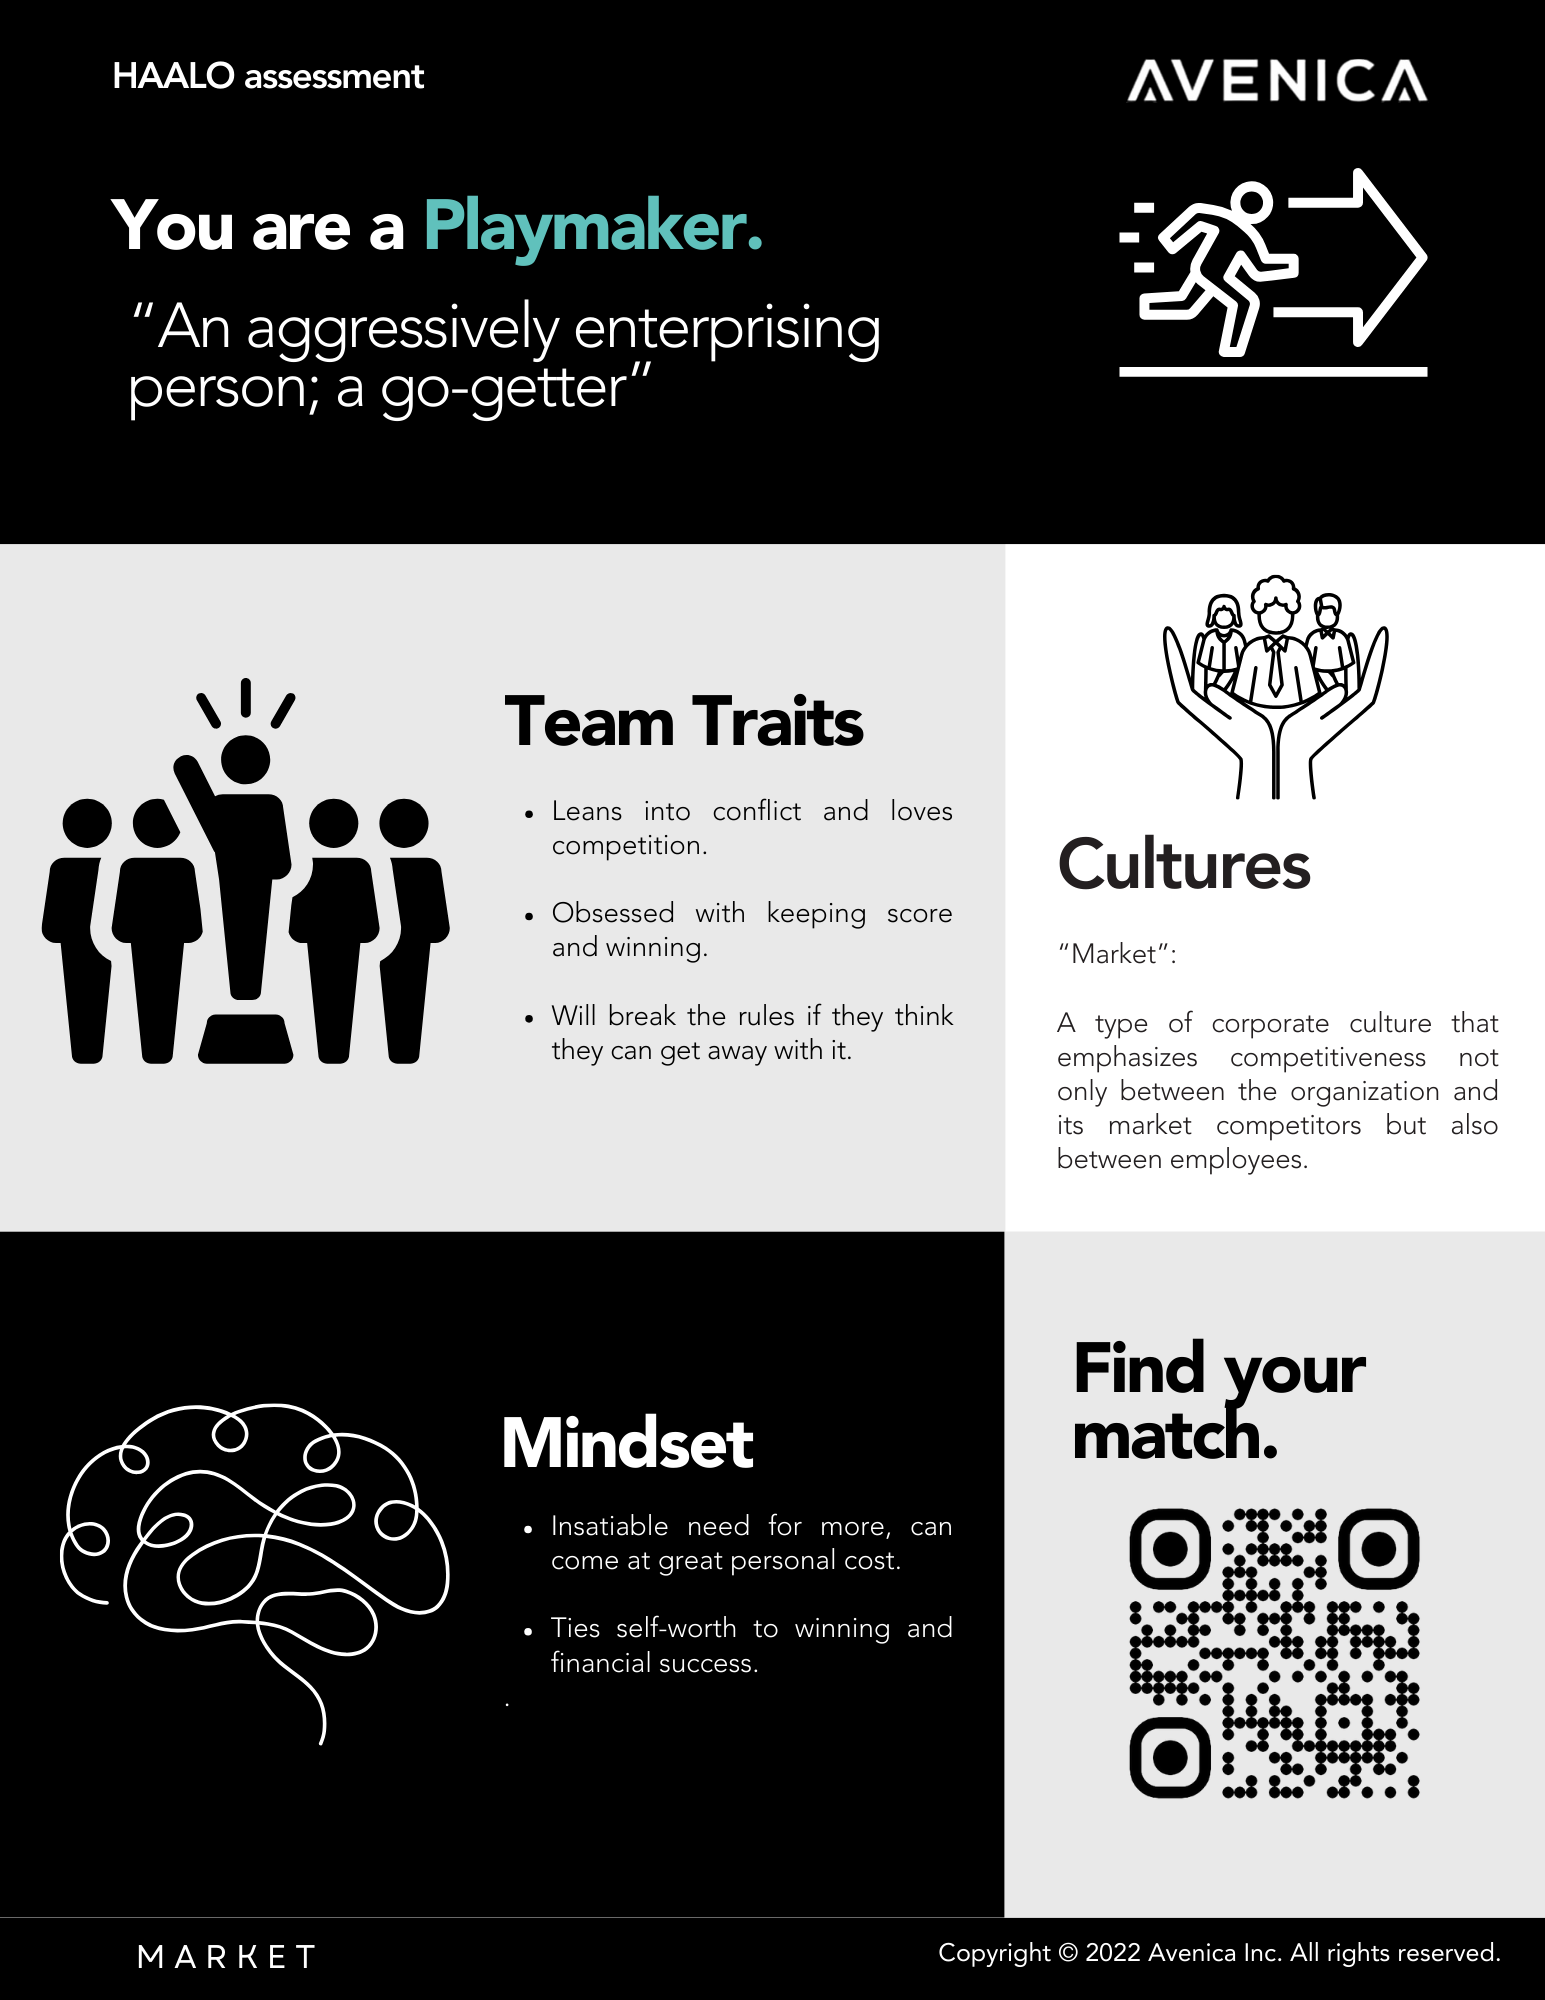 HAALO assessment
AVENICA
You are a Playmaker.
“An aggressively enterprising
person; a go-getter”
Team Traits
• Leans into conflict and loves
competition.
• Obsessed with keeping score
and winning.
• Will break the rules if they think
they can get away with it.
Cultures
“Market”:
A type of corporate culture that
emphasizes competitiveness not
only between the organization and
its market competitors but also
between employees.
Mindset
• Insatiable need for more, can
come at great personal cost.
• Ties self-worth to winning and
financial success.
.
Find your
match.
MARKET
Copyright © 2022 Avenica Inc. All rights reserved.